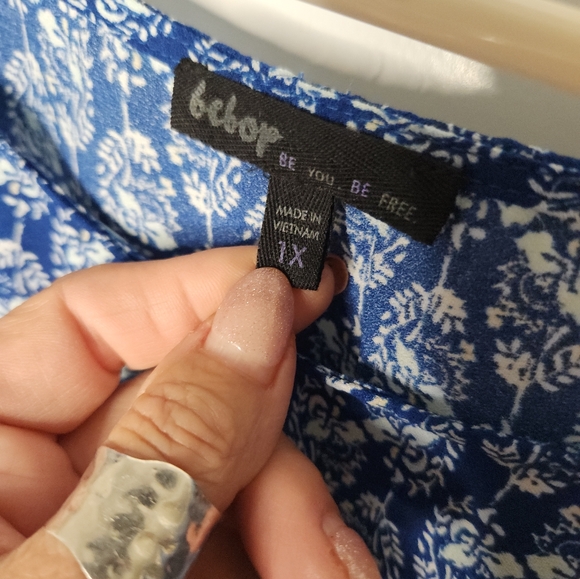 bebop
BE YOU. BE FREE.
MADE IN
VIETNAM
1X